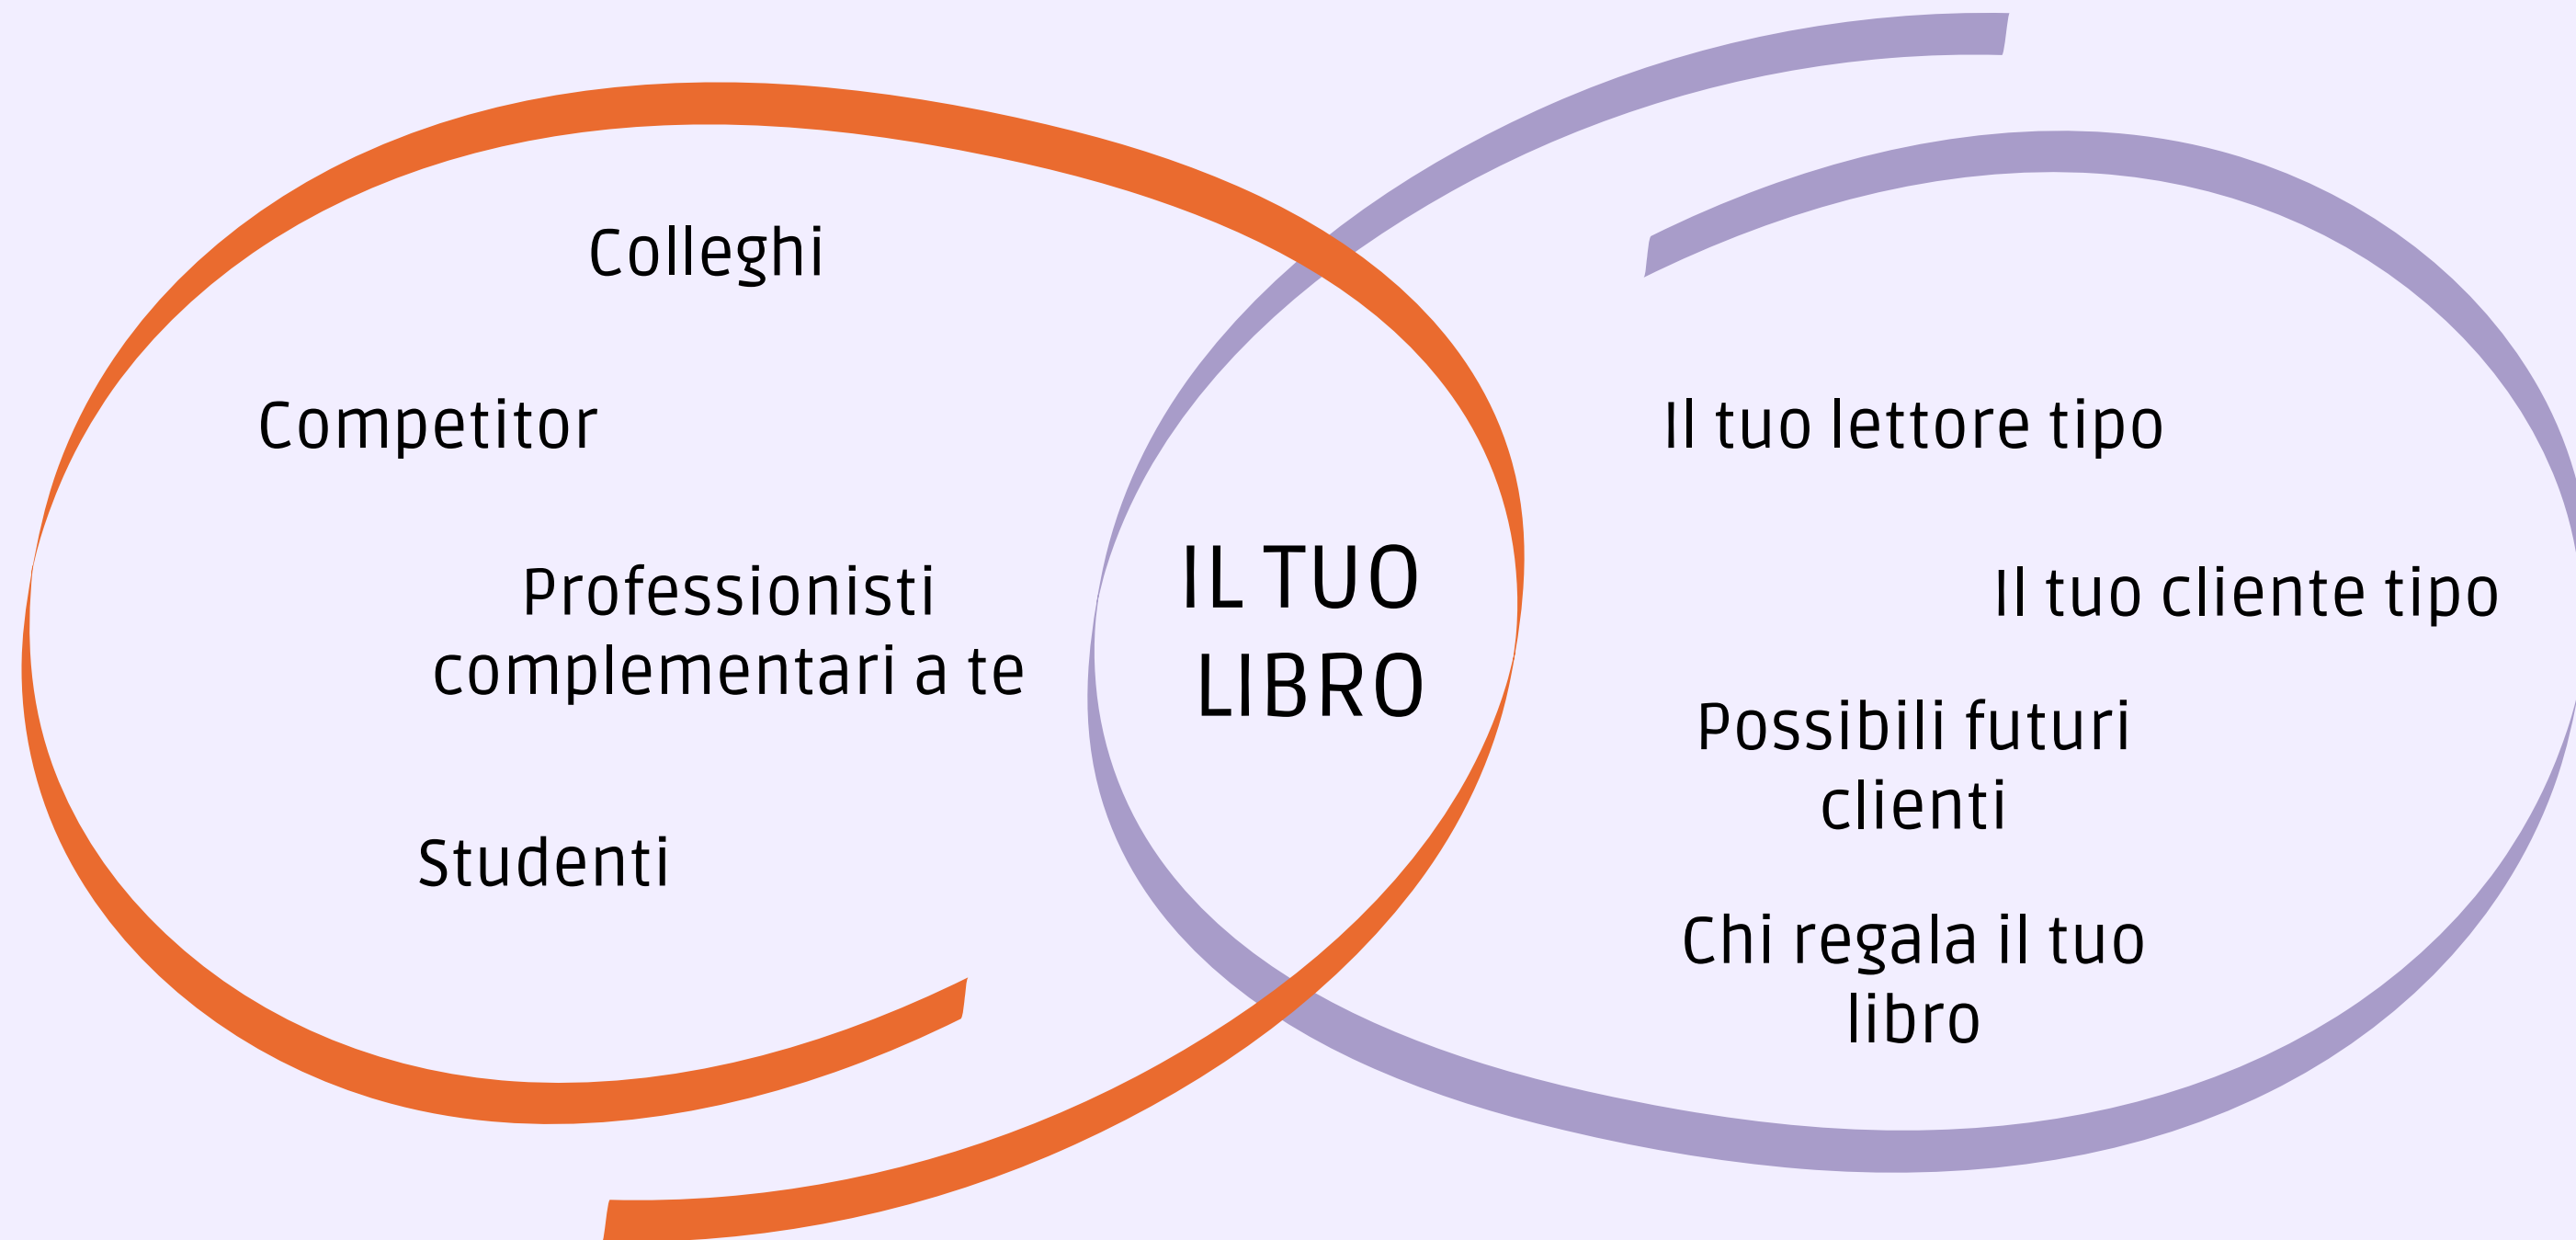 Colleghi
Competitor
Professionisti
complementari a te
Studenti
IL TUO
LIBRO
Il tuo lettore tipo
Il tuo cliente tipo
Possibili futuri
clienti
Chi regala il tuo
libro